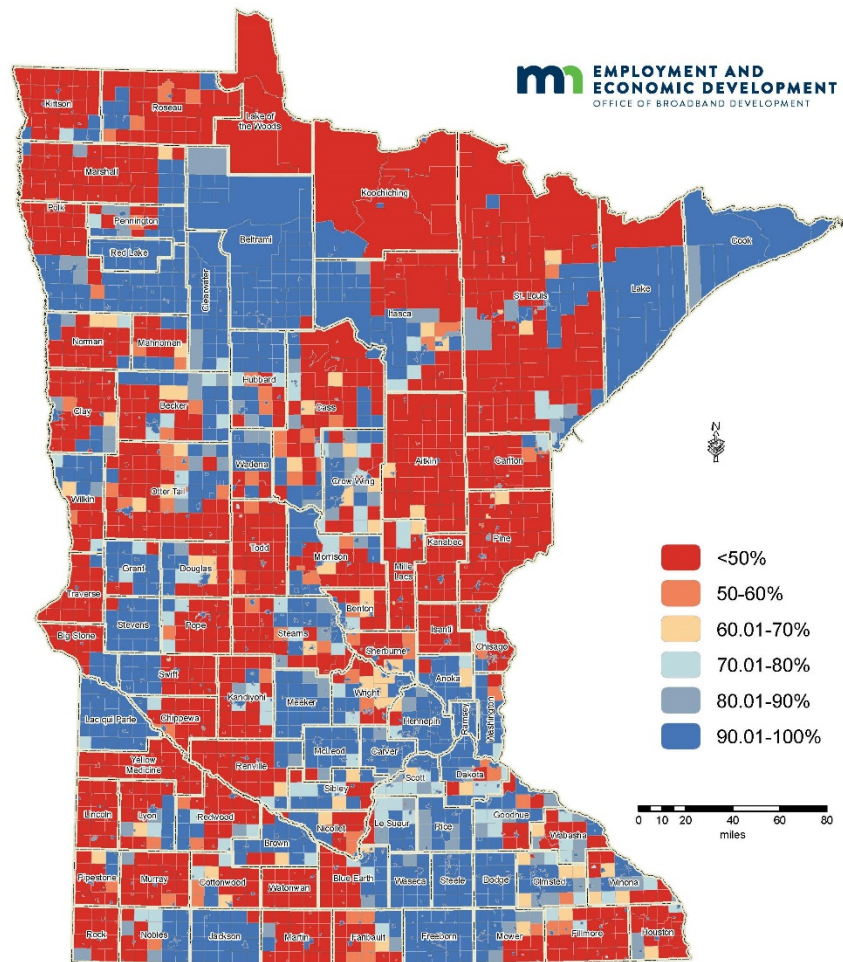 mn EMPLOYMENT AND
ECONOMIC DEVELOPMENT
OFFICE OF BROADBAND DEVELOPMENT
Kittson
Roseau
Lake of
the Woods
Marshall
Koochiching
Polk
Pennington
Red Lake
Beltrami
Clearwater
Cook
Lake
St. Louis
Itasca
Norman
Mahnomen
Hubbard
Cass
Clay
Becker
N
Aitkin
Carlton
Wadena
Crow Wing
Wilkin
Otter Tail
Todd
Morrison
Mille
Lacs
Kanabec
Pine
Grant
Douglas
Traverse
Benton
Stevens
Pope
Stearns
Isanti
Big Stone
Sherburne
Chisago
Swift
Kandiyohi
Meeker
Wright
Anoka
Hennepin
Ramsey
Washington
Lac qui Parle
Chippewa
McLeod
Carver
Yellow
Medicine
Renville
Scott
Dakota
Sibley
Lincoln
Lyon
Redwood
Nicollet
Le Sueur
Rice
Goodhue
Wabasha
Brown
Pipestone
Murray
Cottonwood
Watonwan
Blue Earth
Waseca
Steele
Dodge
Olmsted
Winona
Rock
Nobles
Jackson
Martin
Faribault
Freeborn
Mower
Fillmore
Houston
<50%
50-60%
60.01-70%
70.01-80%
80.01-90%
90.01-100%
0 5 10 20 40 60 80
miles